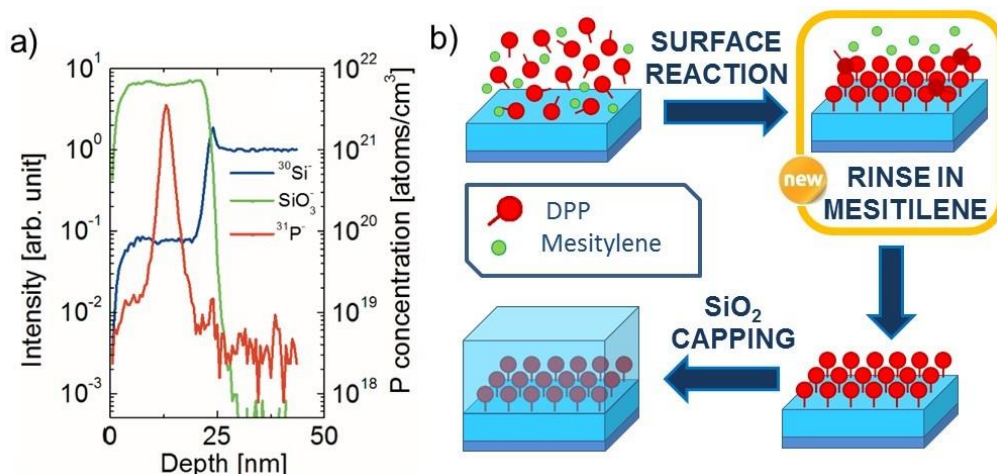 a)
Intensity [arb. unit]
10¹
10⁰
10⁻¹
10⁻²
10⁻³
³⁰Si⁻
SiO₃⁻
³¹P⁻
10²²
10²¹
10²⁰
10¹⁹
10¹⁸
P concentration [atoms/cm³]
0
25
50
Depth [nm]
b)
SURFACE
REACTION
new
RINSE IN
MESITILENE
DPP
Mesitylene
SiO₂
CAPPING